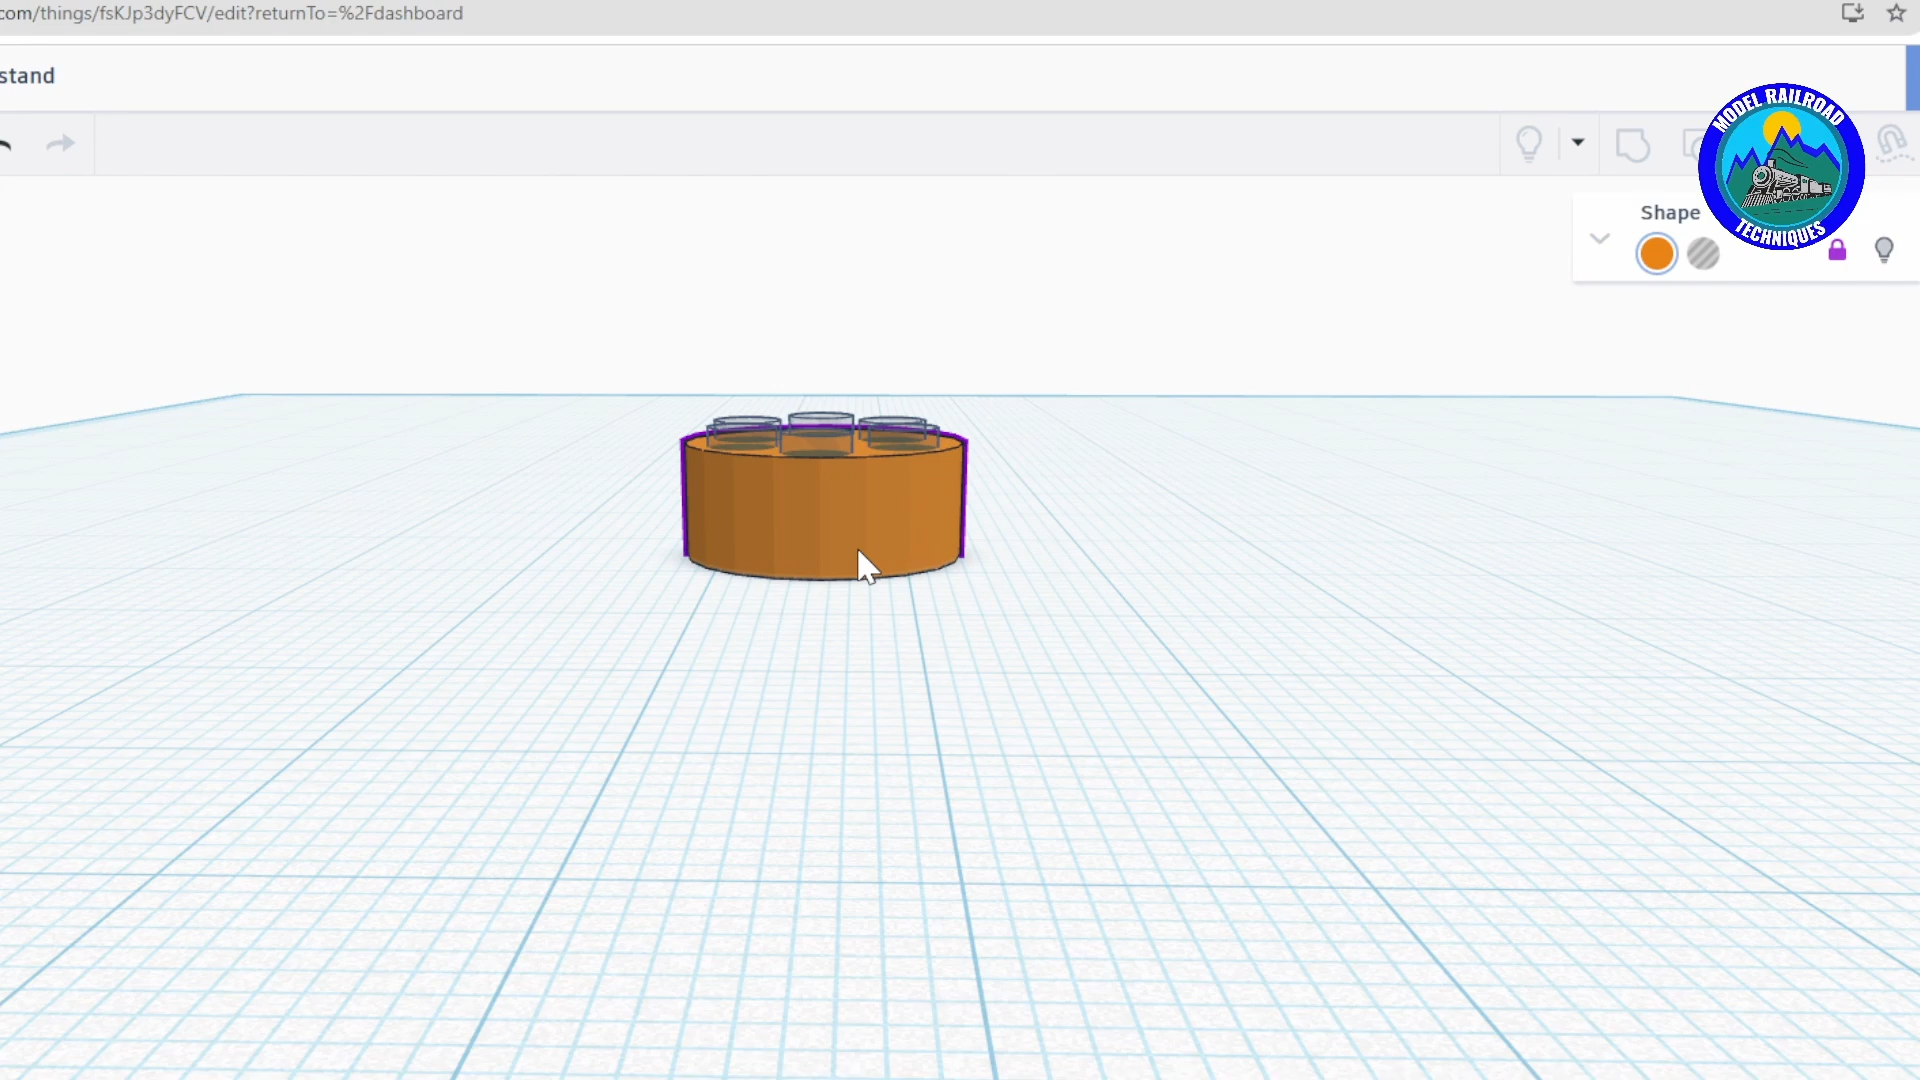 com/things/fsKJp3dyFCV/edit?returnTo=%2Fdashboard
stand
MODEL RAILROAD
TECHNIQUES
Shape